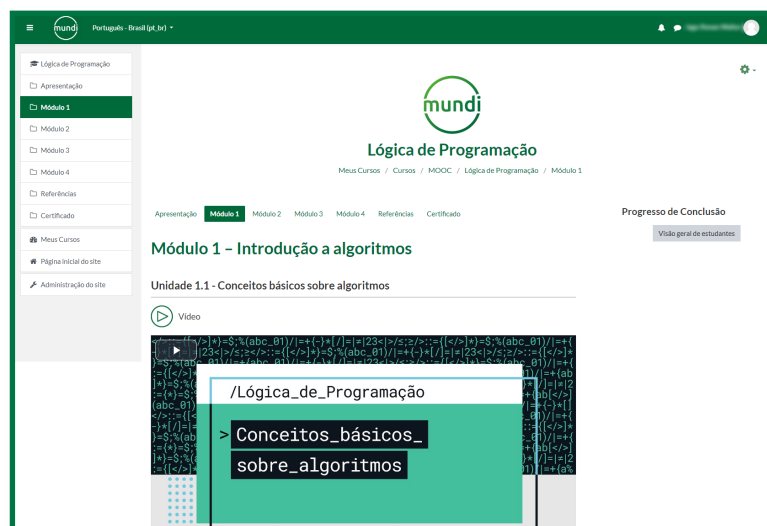 mundi
Português - Brasil (pt_br)
Lógica de Programação
Apresentação
Módulo 1
Módulo 2
Módulo 3
Módulo 4
Referências
Certificado
Meus Cursos
Página inicial do site
Administração do site
mundi
Lógica de Programação
Meus Cursos / Cursos / MOOC / Lógica de Programação / Módulo 1
Apresentação Módulo 1 Módulo 2 Módulo 3 Módulo 4 Referências Certificado
Progresso de Conclusão
Visão geral de estudantes
Módulo 1 – Introdução a algoritmos
Unidade 1.1 - Conceitos básicos sobre algoritmos
Vídeo
/Lógica_de_Programação
> Conceitos_básicos_
sobre_algoritmos